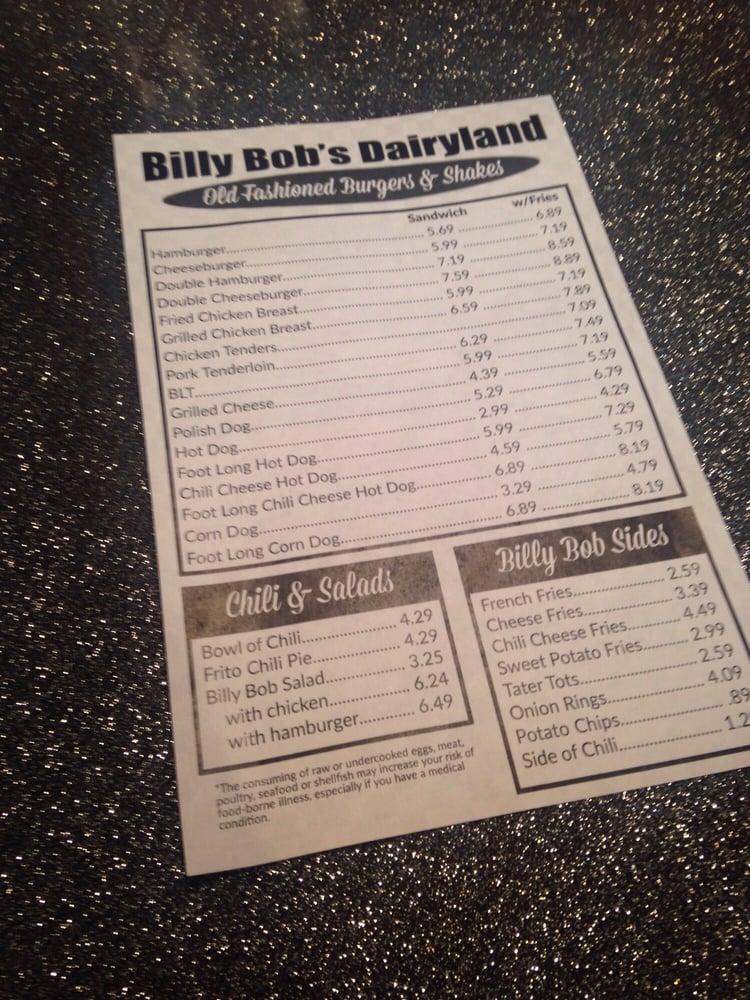 Billy Bob's Dairyland
Old Fashioned Burgers & Shakes
Sandwich w/Fries
Hamburger 5.69 6.89
Cheeseburger 5.99 7.19
Double Hamburger 7.19 8.59
Double Cheeseburger 7.59 8.89
Fried Chicken Breast 5.99 7.19
Grilled Chicken Breast 6.59 7.89
Chicken Tenders 7.09
Pork Tenderloin 6.29 7.49
BLT 5.99 7.19
Grilled Cheese 4.39 5.59
Polish Dog 5.29 6.79
Hot Dog 2.99 4.29
Foot Long Hot Dog 5.99 7.29
Chili Cheese Hot Dog 4.59 5.79
Foot Long Chili Cheese Hot Dog 6.89 8.19
Corn Dog 3.29 4.79
Foot Long Corn Dog 6.89 8.19
Chili & Salads
Bowl of Chili 4.29
Frito Chili Pie 4.29
Billy Bob Salad 3.25
with chicken 6.24
with hamburger 6.49
*The consuming of raw or undercooked eggs, meat,
poultry, seafood or shellfish may increase your risk of
food-borne illness, especially if you have a medical
condition.
Billy Bob Sides
French Fries 2.59
Cheese Fries 3.39
Chili Cheese Fries 4.49
Sweet Potato Fries 2.99
Tater Tots 2.59
Onion Rings 4.09
Potato Chips .89
Side of Chili